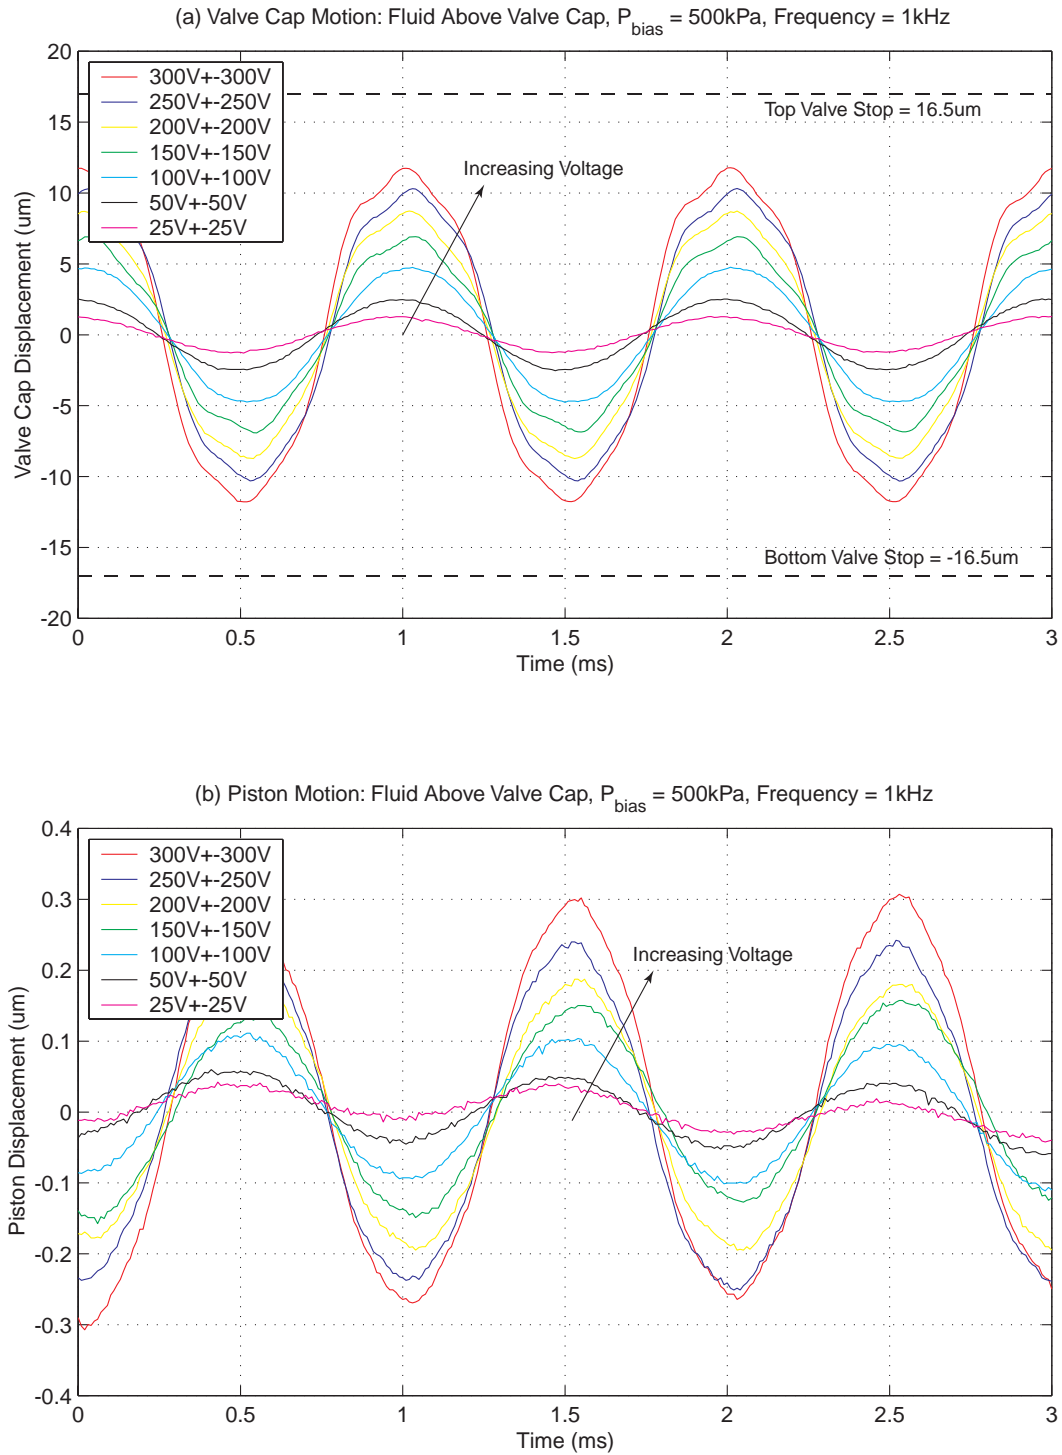 (a) Valve Cap Motion: Fluid Above Valve Cap, P_bias = 500kPa, Frequency = 1kHz
20
15
10
5
0
-5
-10
-15
-20
Valve Cap Displacement (um)
300V+-300V
250V+-250V
200V+-200V
150V+-150V
100V+-100V
50V+-50V
25V+-25V
Top Valve Stop = 16.5um
Increasing Voltage
Bottom Valve Stop = -16.5um
0 0.5 1 1.5 2 2.5 3
Time (ms)
(b) Piston Motion: Fluid Above Valve Cap, P_bias = 500kPa, Frequency = 1kHz
0.4
0.3
0.2
0.1
0
-0.1
-0.2
-0.3
-0.4
Piston Displacement (um)
300V+-300V
250V+-250V
200V+-200V
150V+-150V
100V+-100V
50V+-50V
25V+-25V
Increasing Voltage
0 0.5 1 1.5 2 2.5 3
Time (ms)